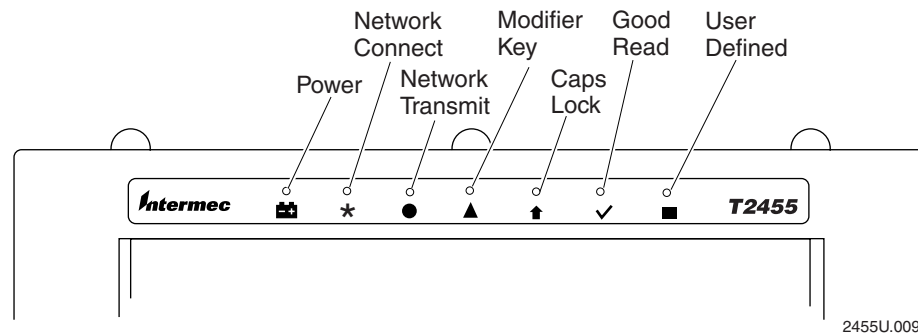 Network
Connect
Modifier
Key
Good
Read
User
Defined
Power
Network
Transmit
Caps
Lock
Intermec
T2455
2455U.009